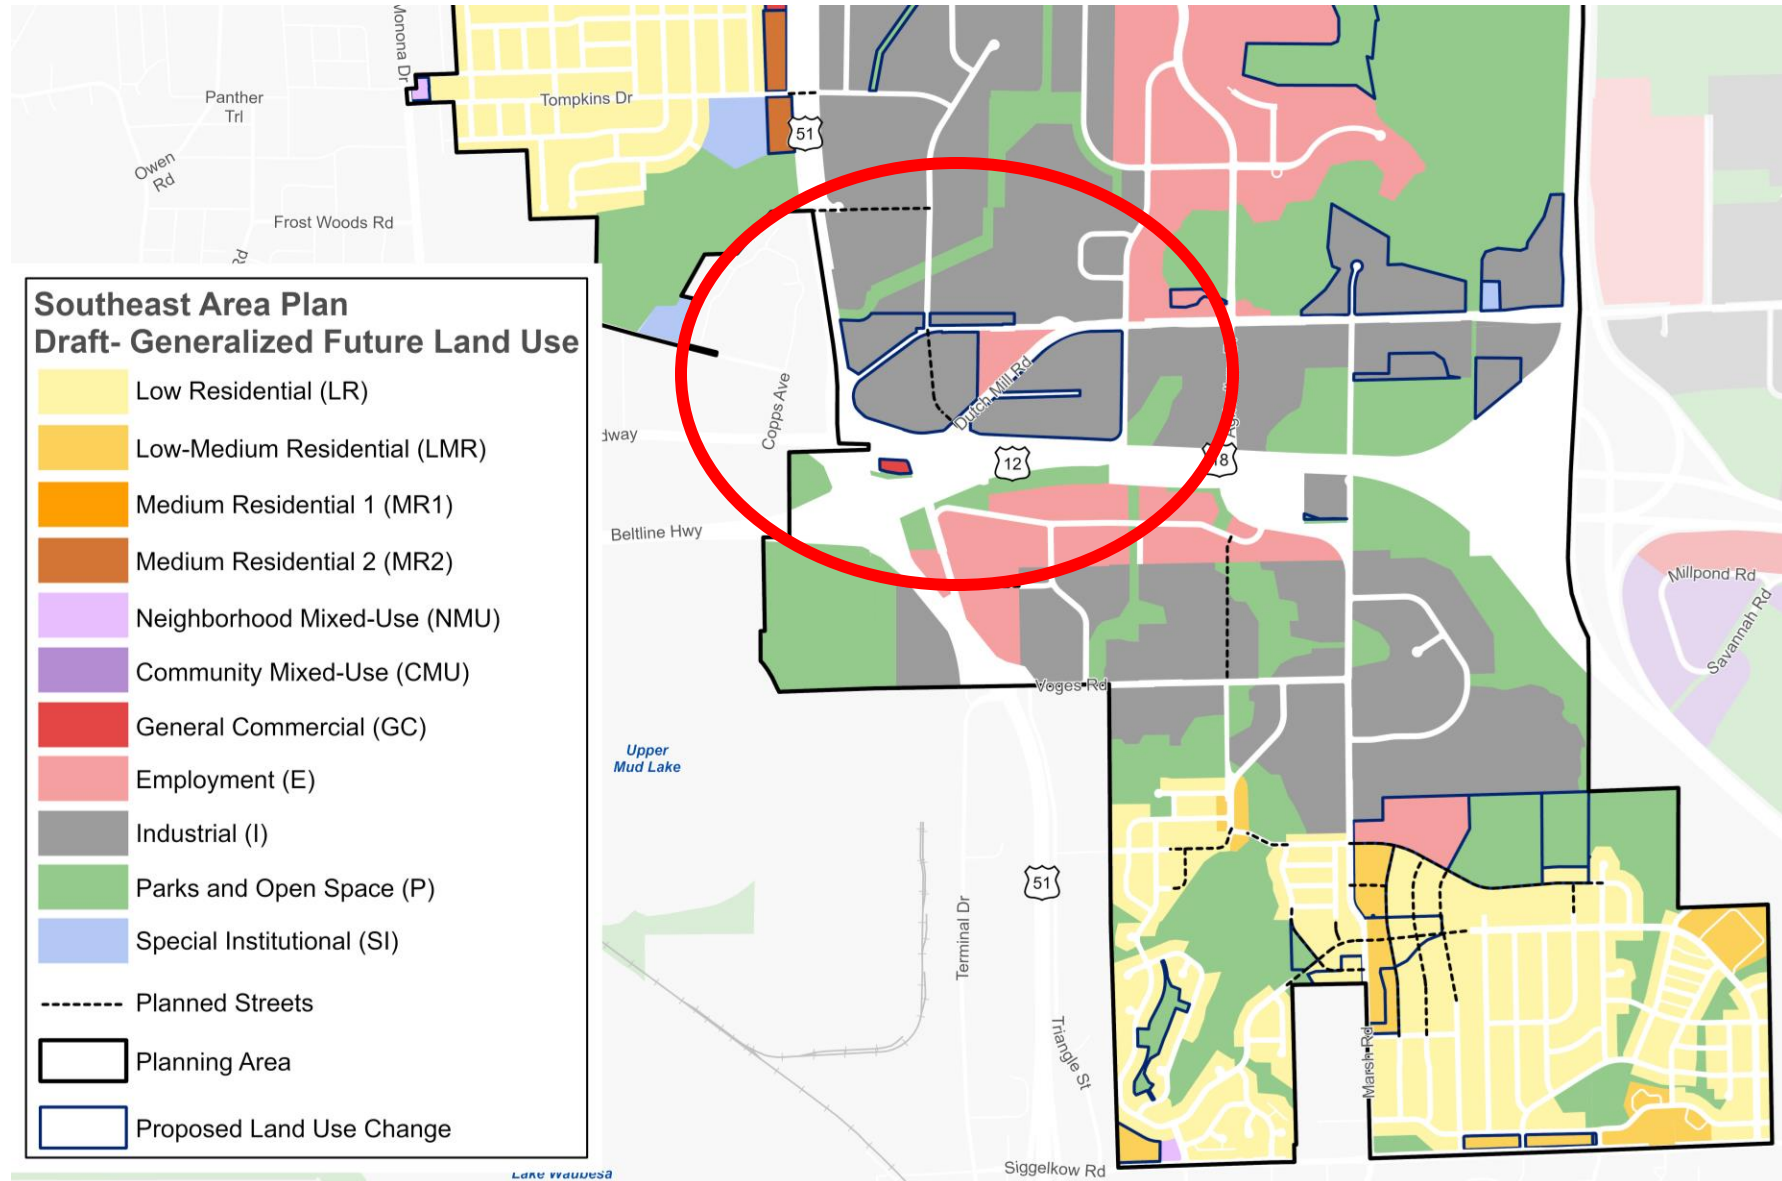 Monona Dr
Panther
Trl
Tompkins Dr
51
Owen
Rd
Frost Woods Rd
Rd
Southeast Area Plan
Draft- Generalized Future Land Use
Low Residential (LR)
Low-Medium Residential (LMR)
Medium Residential 1 (MR1)
Medium Residential 2 (MR2)
Neighborhood Mixed-Use (NMU)
Community Mixed-Use (CMU)
General Commercial (GC)
Employment (E)
Industrial (I)
Parks and Open Space (P)
Special Institutional (SI)
Planned Streets
Planning Area
Proposed Land Use Change
Copps Ave
Dutch Mill Rd
dway
12
18
Beltline Hwy
Millpond Rd
Savannah Rd
Voges Rd
Upper
Mud Lake
51
Terminal Dr
Triangle St
Marsh Rd
Siggelkow Rd
Lake Waubesa